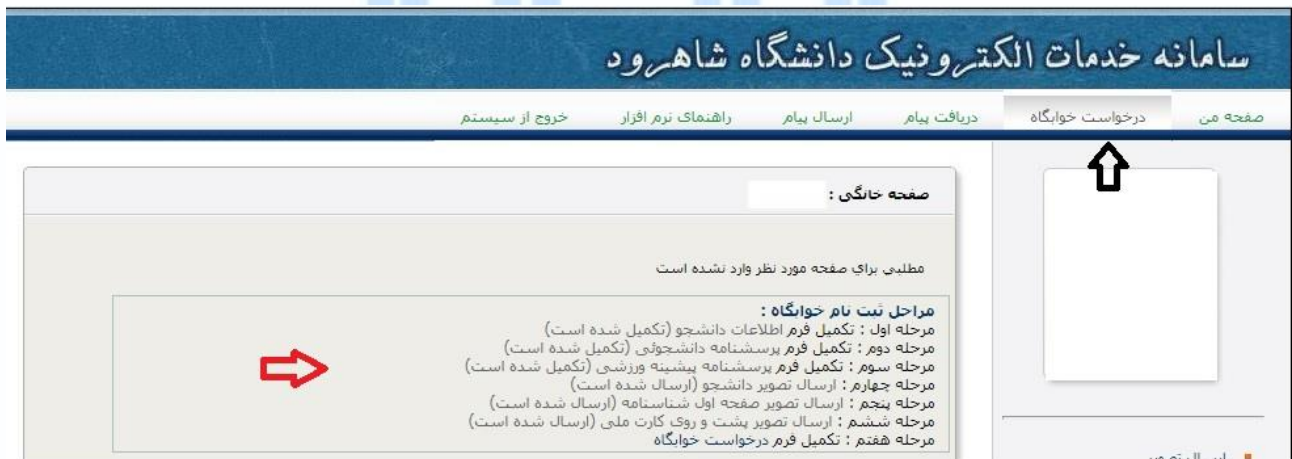 سامانه خدمات الکترونیک دانشگاه شاهرود
صفحه من درخواست خوابگاه دریافت پیام ارسال پیام راهنمای نرم افزار خروج از سیستم
صفحه خانگی :
مطلبي براي صفحه مورد نظر وارد نشده است
مراحل ثبت نام خوابگاه :
مرحله اول : تکمیل فرم اطلاعات دانشجو (تکمیل شده است)
مرحله دوم : تکمیل فرم پرسشنامه دانشجوئی (تکمیل شده است)
مرحله سوم : تکمیل فرم پرسشنامه پیشینه ورزشی (تکمیل شده است)
مرحله چهارم : ارسال تصویر دانشجو (ارسال شده است)
مرحله پنجم : ارسال تصویر صفحه اول شناسنامه (ارسال شده است)
مرحله ششم : ارسال تصویر پشت و روی کارت ملی (ارسال شده است)
مرحله هفتم : تکمیل فرم درخواست خوابگاه